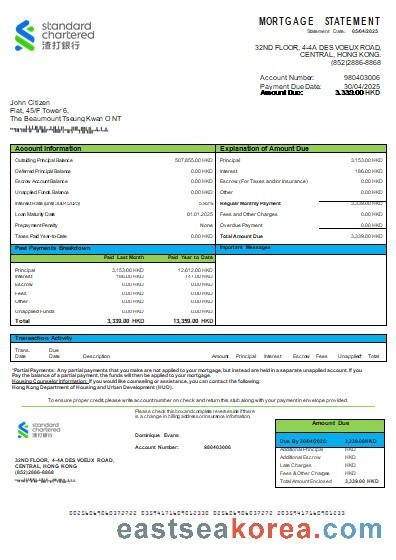 standard
chartered
渣打銀行
MORTGAGE STATEMENT
Statement Date: 05/04/2025
32ND FLOOR, 4-4A DES VOEUX ROAD,
CENTRAL, HONG KONG.
(852)2886-8868
Account Number: 980403006
Payment Due Date: 30/04/2025
Amount Due: 3,339.00 HKD
John Citizen
Flat, 45/F Tower 6,
The Beaumount Tseung Kwan O NT
Account Information
Outstanding Principal Balance 507,855.00 HKD
Deferred Principal Balance 0.00 HKD
Escrow Account Balance 0.00 HKD
Unapplied Funds Balance 0.00 HKD
Interest Rate (until 30/4/2025)
Loan Maturity Date 01.01.2025
Prepayment Penalty None
Taxes Paid Year-to-Date 0.00 HKD
Explanation of Amount Due
Principal 3,153.00 HKD
Interest 186.00 HKD
Escrow (For Taxes and/or Insurance) 0.00 HKD
Other 0.00 HKD
Regular Monthly Payment 3,339.00 HKD
Fees and Other Charges 0.00 HKD
Overdue Payment 0.00 HKD
Total Amount Due 3,339.00 HKD
Past Payments Breakdown
Paid Last Month Paid Year to Date
Principal 3,153.00 HKD 12,612.00 HKD
Interest 186.00 HKD
Escrow 0.00 HKD 0.00 HKD
Fees 0.00 HKD 0.00 HKD
Other 0.00 HKD 0.00 HKD
Unapplied Funds 0.00 HKD 0.00 HKD
Total 3,339.00 HKD 13,359.00 HKD
Important Messages
Transaction Activity
Trans. Date Due Date Description Amount Principal Interest Escrow Fees Unapplied Total
*Partial Payments: Any partial payments that you make are not applied to your mortgage, but instead are held in a separate unapplied account. If you
Pay the balance of a partial payment, the funds will then be applied to your mortgage.
Housing Counselor Information: If you would like counseling or assistance, you can contact the following:
Hong Kong Department of Housing and Urban Development (HUD).
To ensure proper credit, please write account number on check and return this stub along with your payment in envelope provided.
standard
chartered
渣打銀行
Please check this box and complete reverse side if there
is a change in billing address or insurance information.
Dominique Evans
Account Number: 980403006
32ND FLOOR, 4-4A DES VOEUX ROAD,
CENTRAL, HONG KONG
(852)2886-8868
Amount Due
Due By 30/04/2025: 3,339.00 HKD
Additional Principal HKD
Additional Escrow HKD
Late Charges HKD
Fees & Other Charges HKD
Total Amount Enclosed 3,339.00 HKD
eastseakorea.com